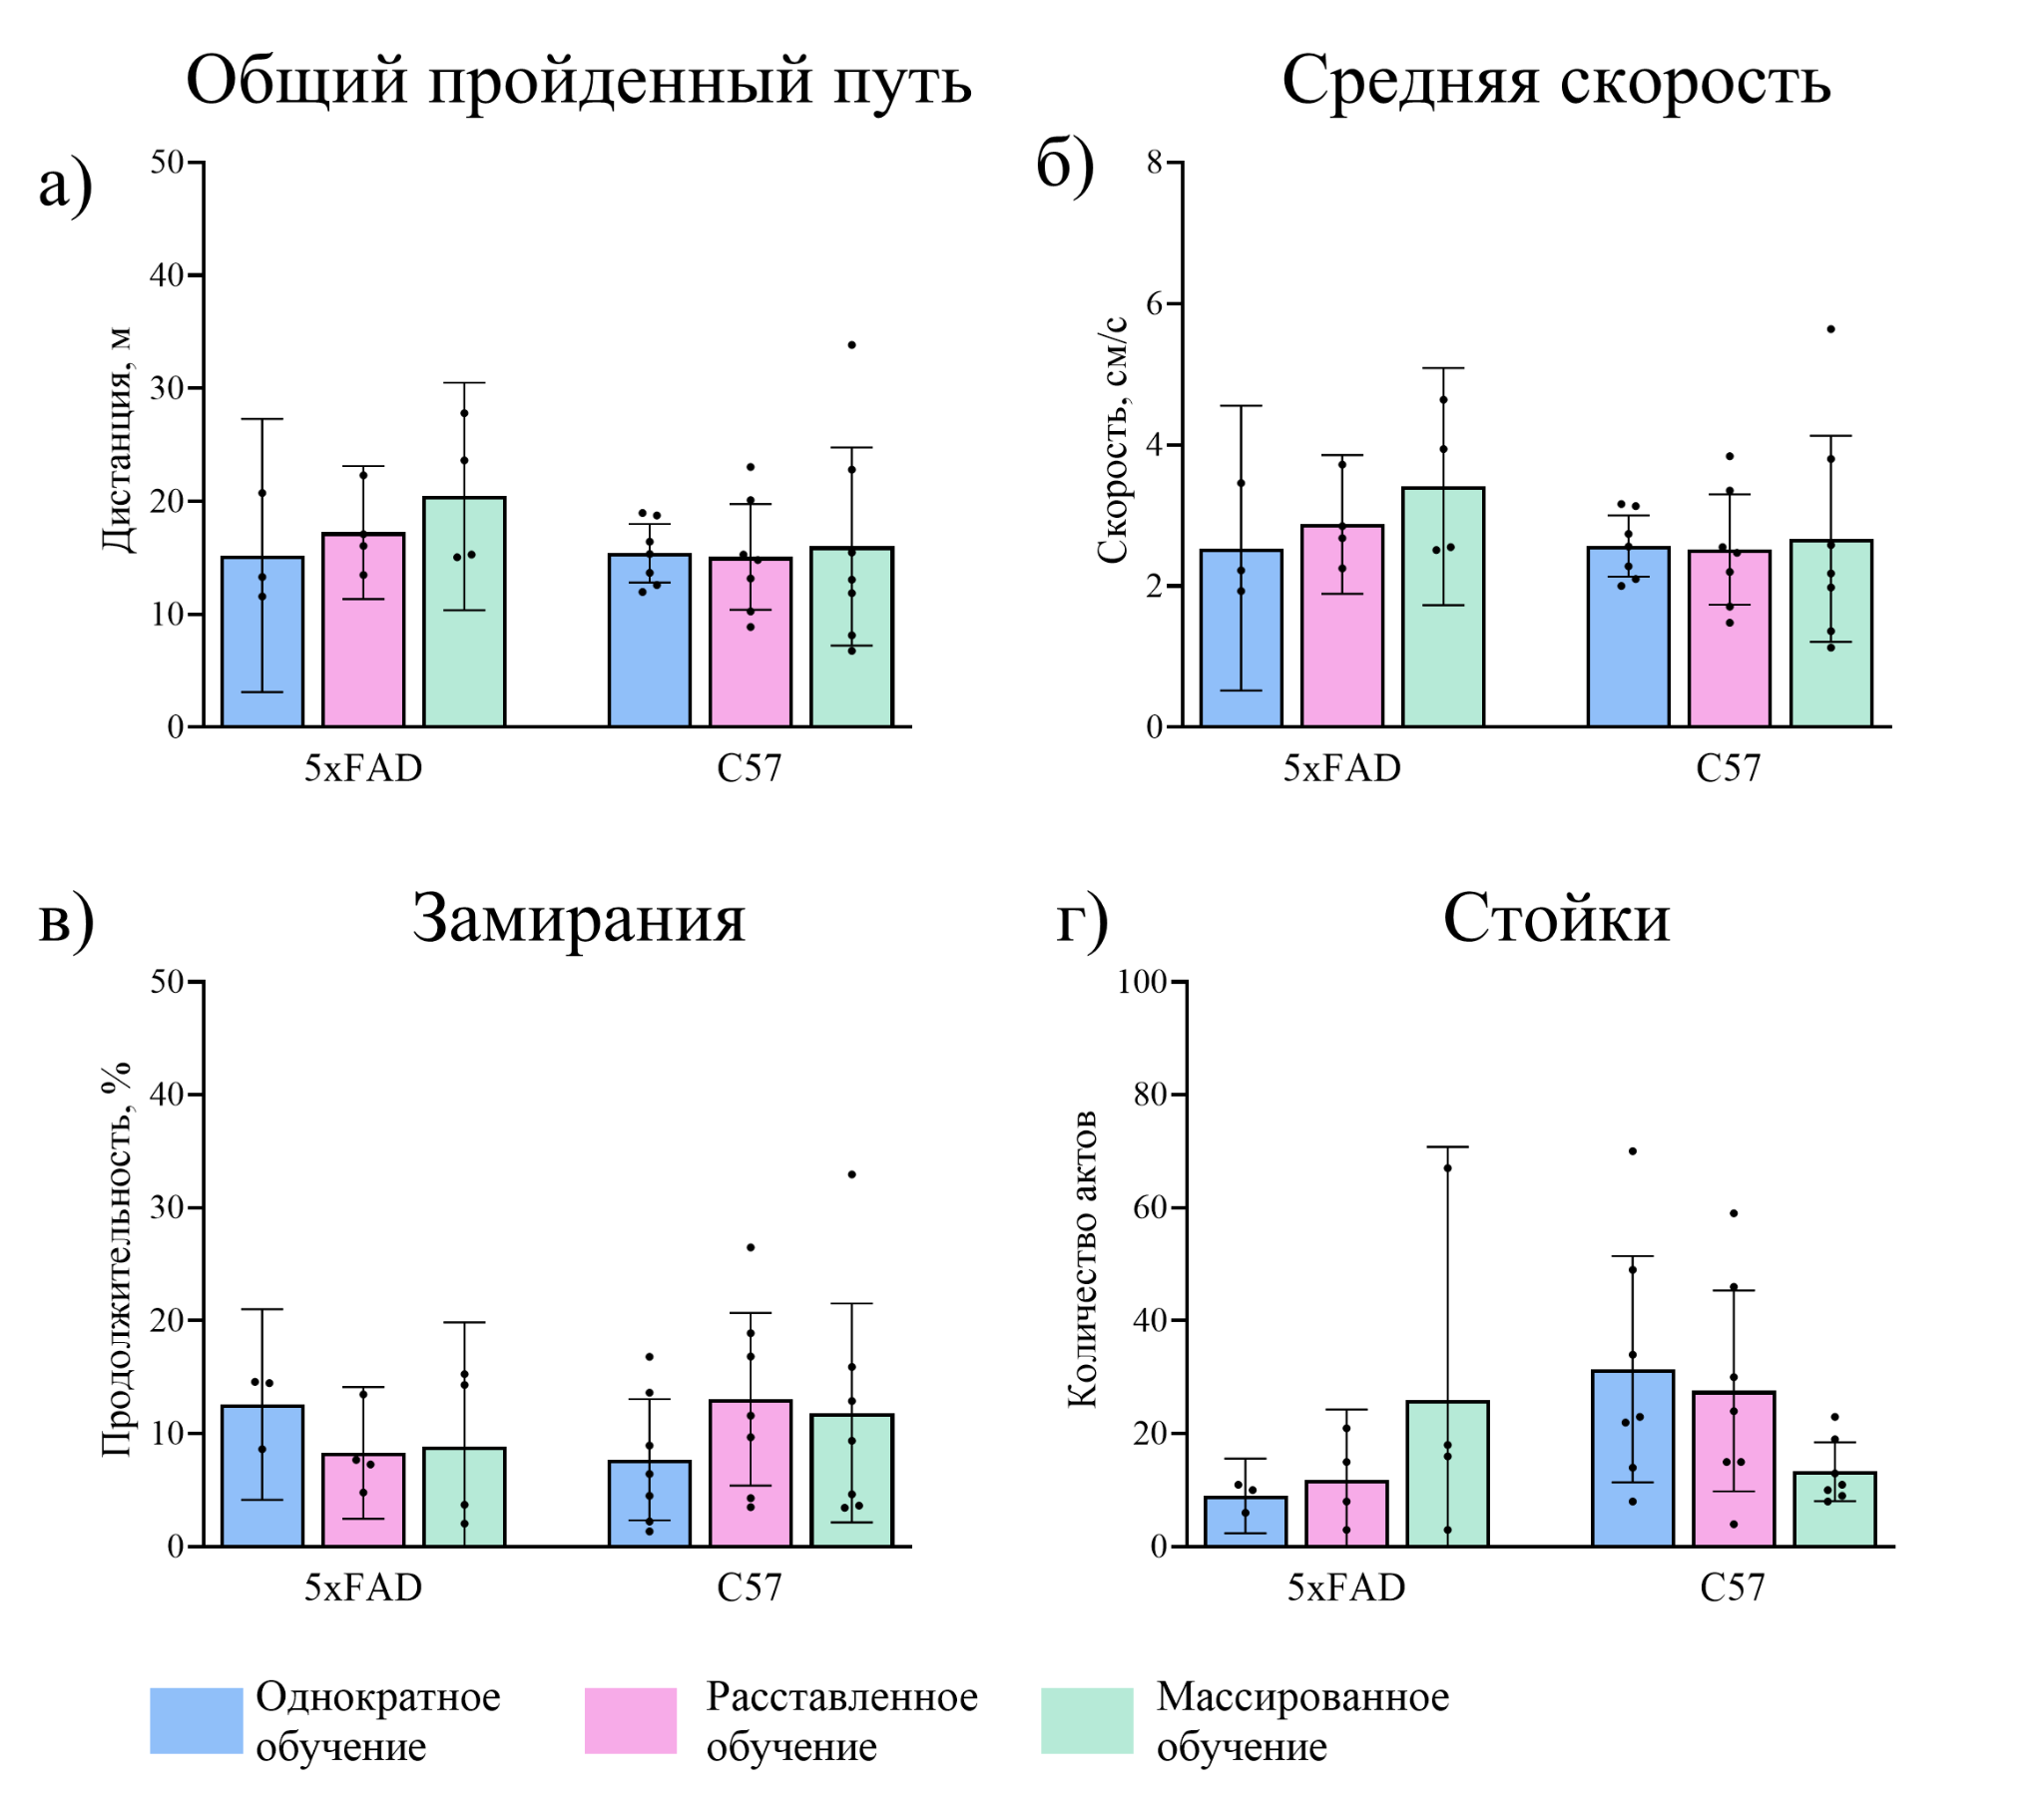 Общий пройденный путь
Средняя скорость
а)
50
40
30
20
10
0
Дистанция, м
5xFAD
C57
б)
8
6
4
2
0
Скорость, см/с
5xFAD
C57
в)
Замирания
50
40
30
20
10
0
Продолжительность, %
5xFAD
C57
г)
Стойки
100
80
60
40
20
0
Количество актов
5xFAD
C57
Однократное
обучение
Расставленное
обучение
Массированное
обучение